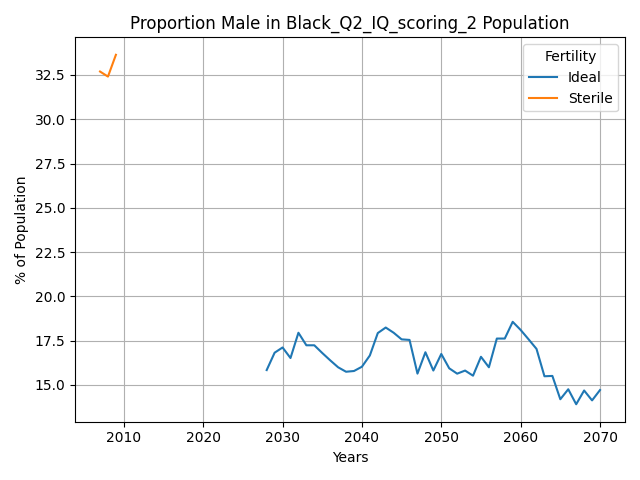 Proportion Male in Black_Q2_IQ_scoring_2 Population
Fertility
Ideal
Sterile
% of Population
32.5
30.0
27.5
25.0
22.5
20.0
17.5
15.0
2010 2020 2030 2040 2050 2060 2070
Years